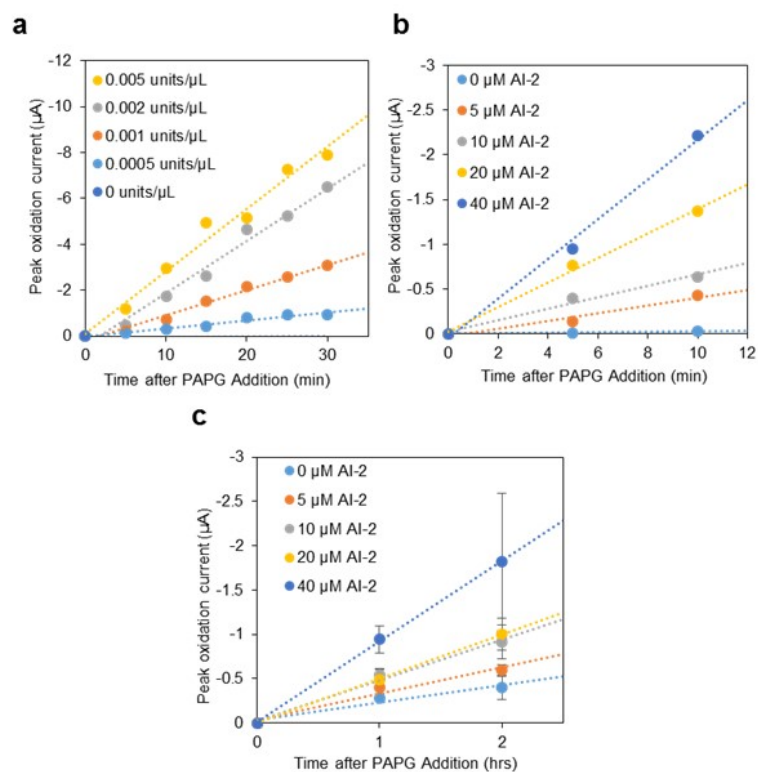 a
-12
-10
-8
-6
-4
-2
0
0.005 units/µL
0.002 units/µL
0.001 units/µL
0.0005 units/µL
0 units/µL
Peak oxidation current (µA)
0 10 20 30
Time after PAPG Addition (min)
b
-3
-2.5
-2
-1.5
-1
-0.5
0
0 µM AI-2
5 µM AI-2
10 µM AI-2
20 µM AI-2
40 µM AI-2
Peak oxidation current (µA)
0 2 4 6 8 10 12
Time after PAPG Addition (min)
c
-3
-2.5
-2
-1.5
-1
-0.5
0
0 µM AI-2
5 µM AI-2
10 µM AI-2
20 µM AI-2
40 µM AI-2
Peak oxidation current (µA)
0 1 2
Time after PAPG Addition (hrs)